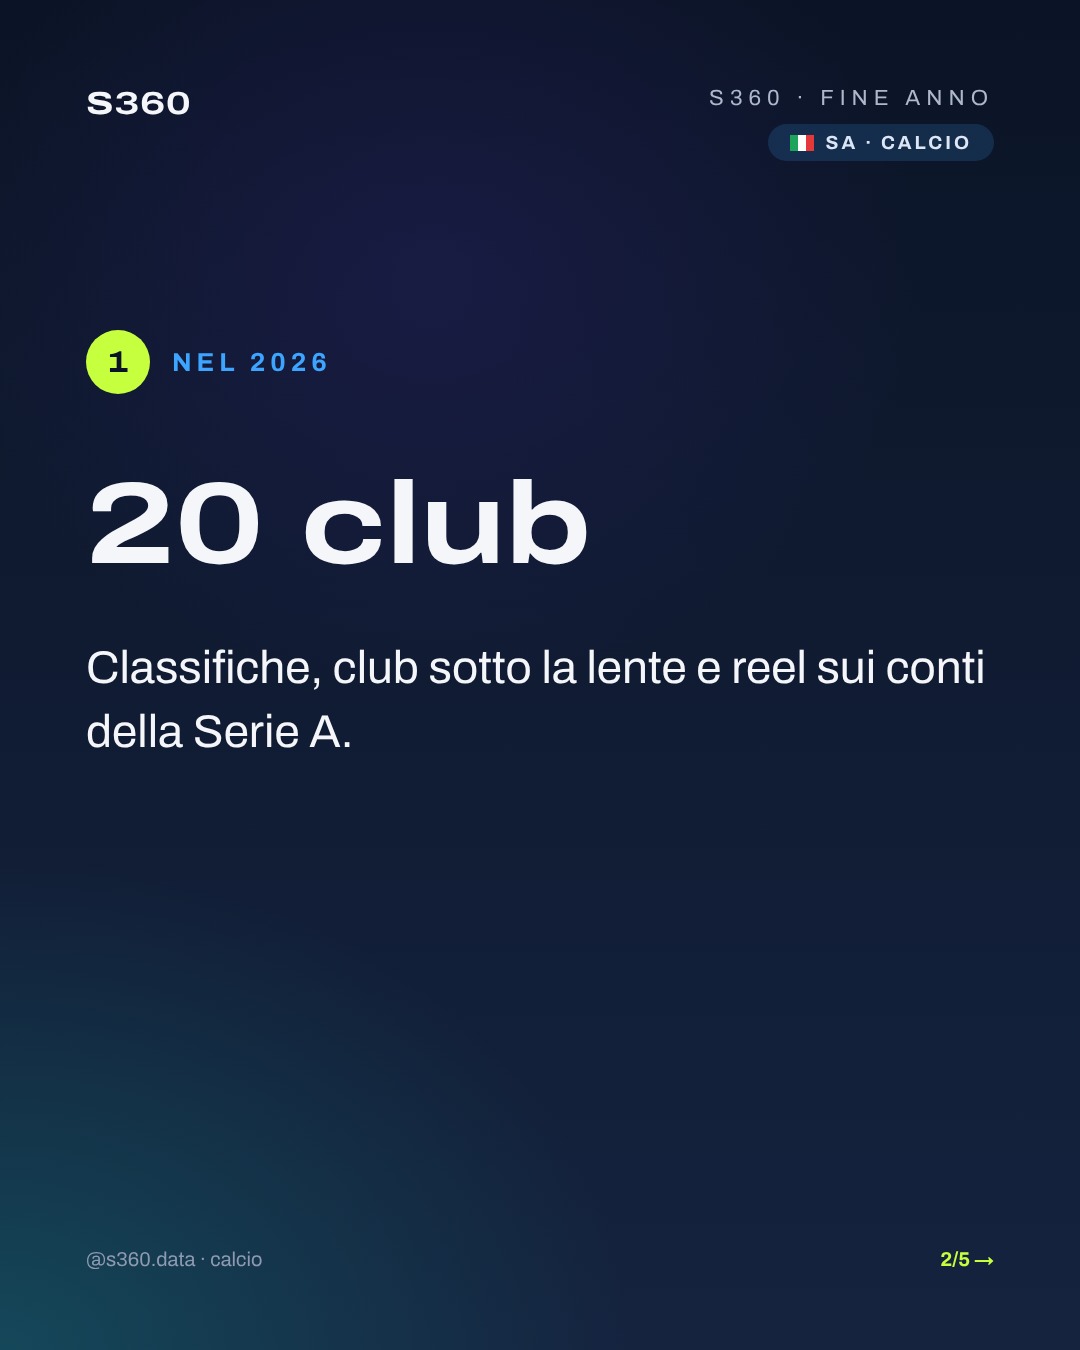 S360
S360 · FINE ANNO
SA · CALCIO
1
NEL 2026
20 club
Classifiche, club sotto la lente e reel sui conti
della Serie A.
@s360.data · calcio
2/5 →